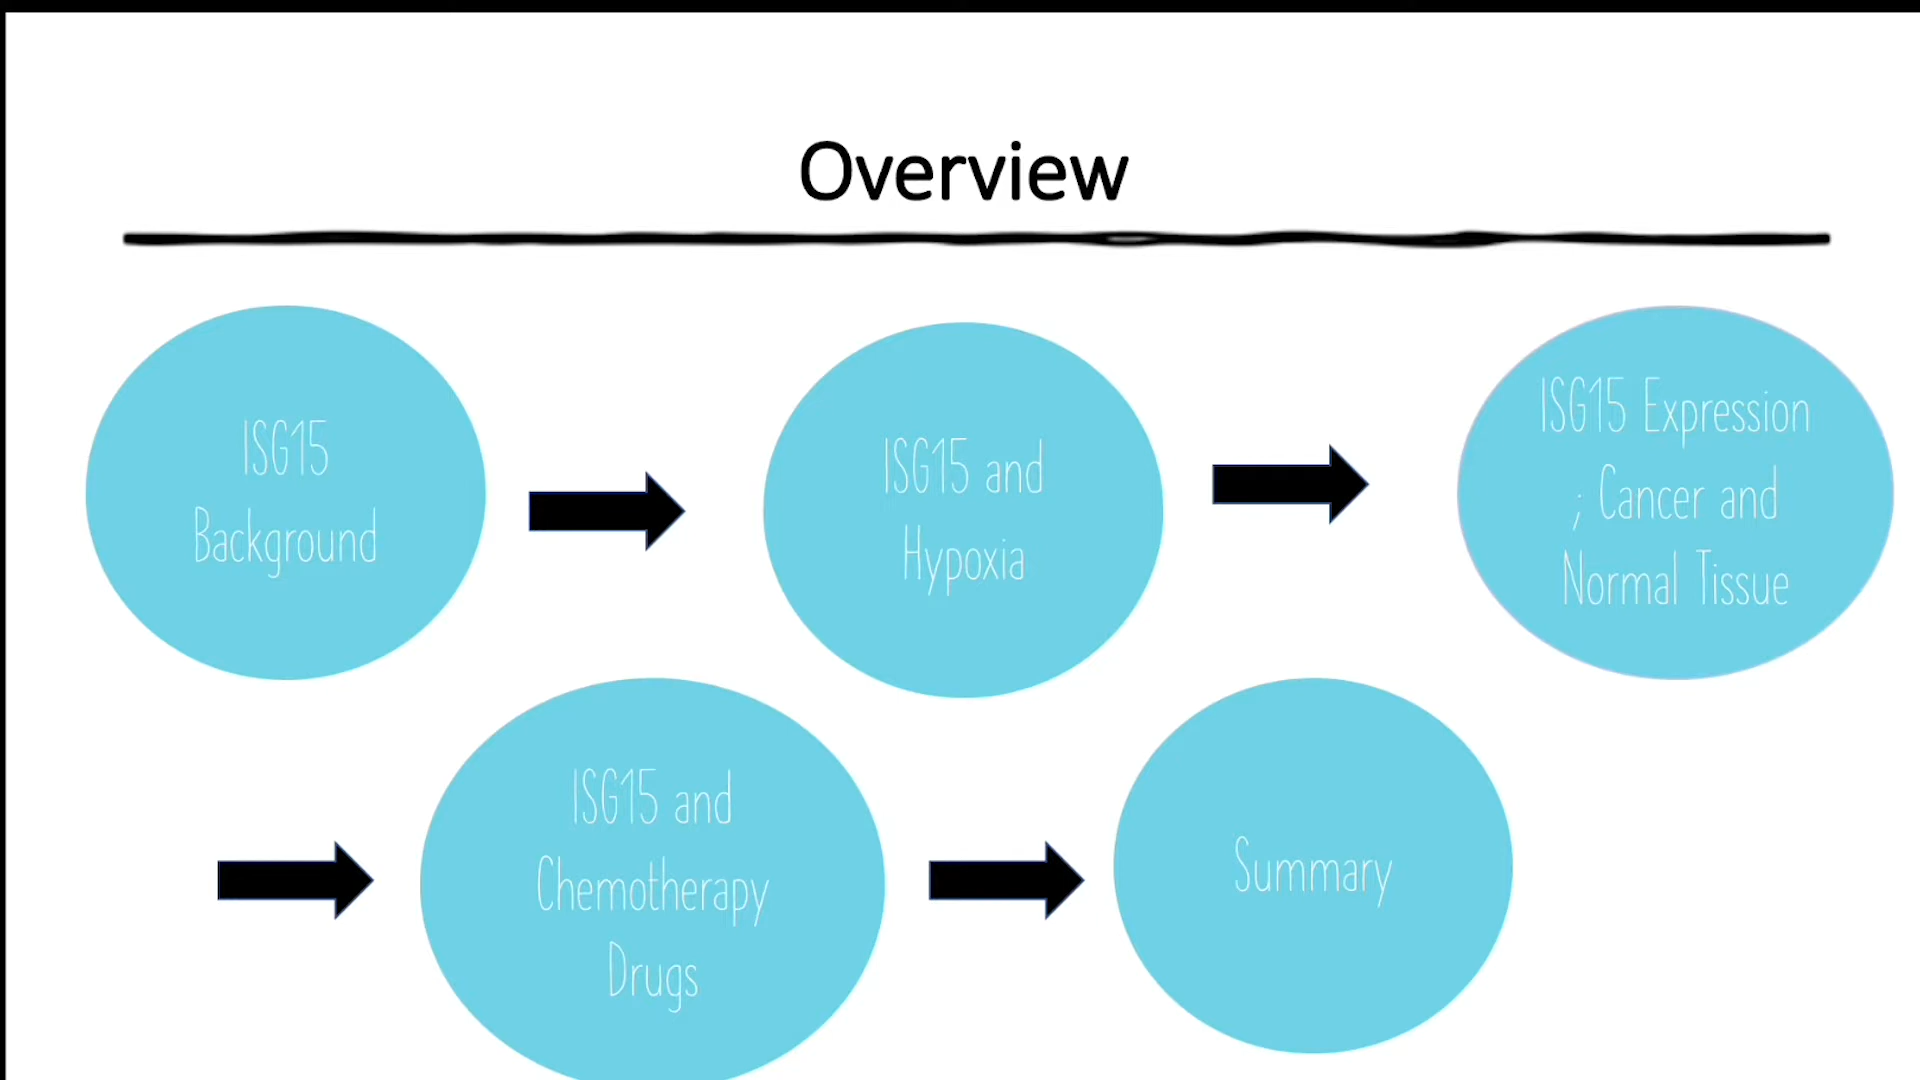 Overview
ISG15
Background
ISG15 and
Hypoxia
ISG15 Expression
; Cancer and
Normal Tissue
ISG15 and
Chemotherapy
Drugs
Summary